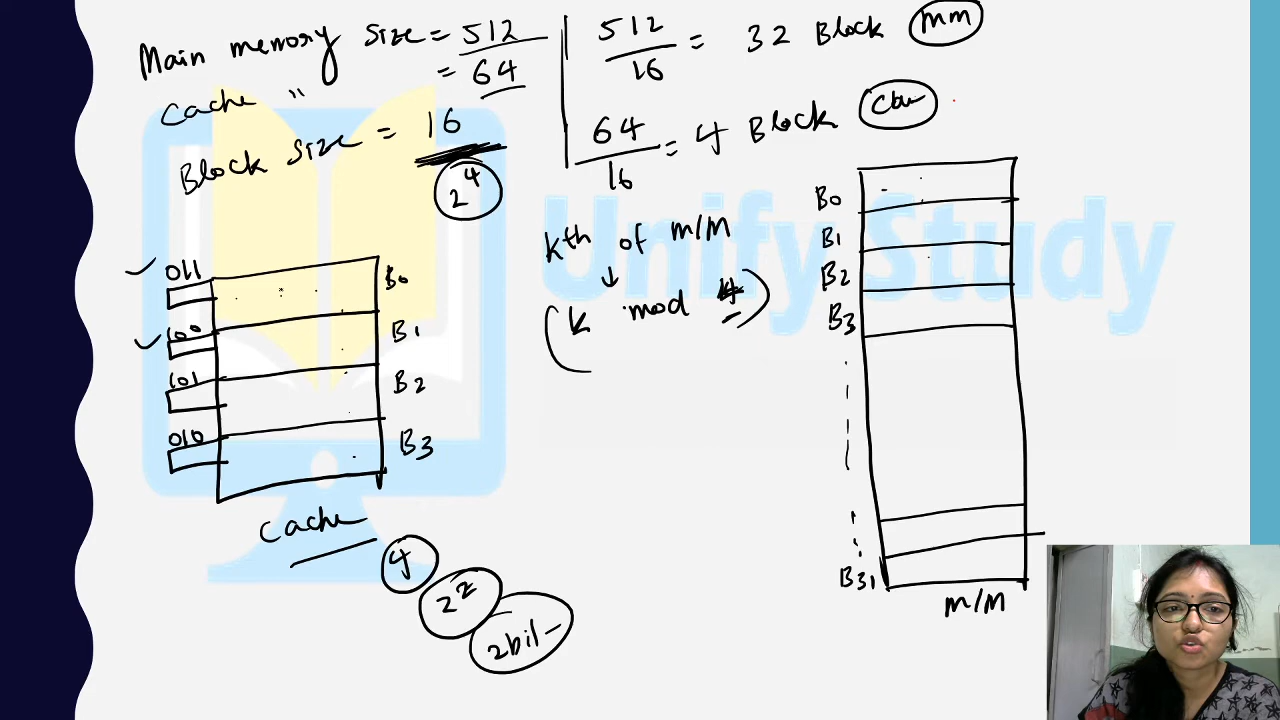 Main memory size = 512
Cache " = 64
Block size = 16
2^4
512/16 = 32 Block mm
64/16 = 4 Block
kth of m/M
(k mod 4)
Unify Study
011 B0
100 B1
101 B2
010 B3
Cache
4
2^2
2bit
B0
B1
B2
B3
B31
m/M